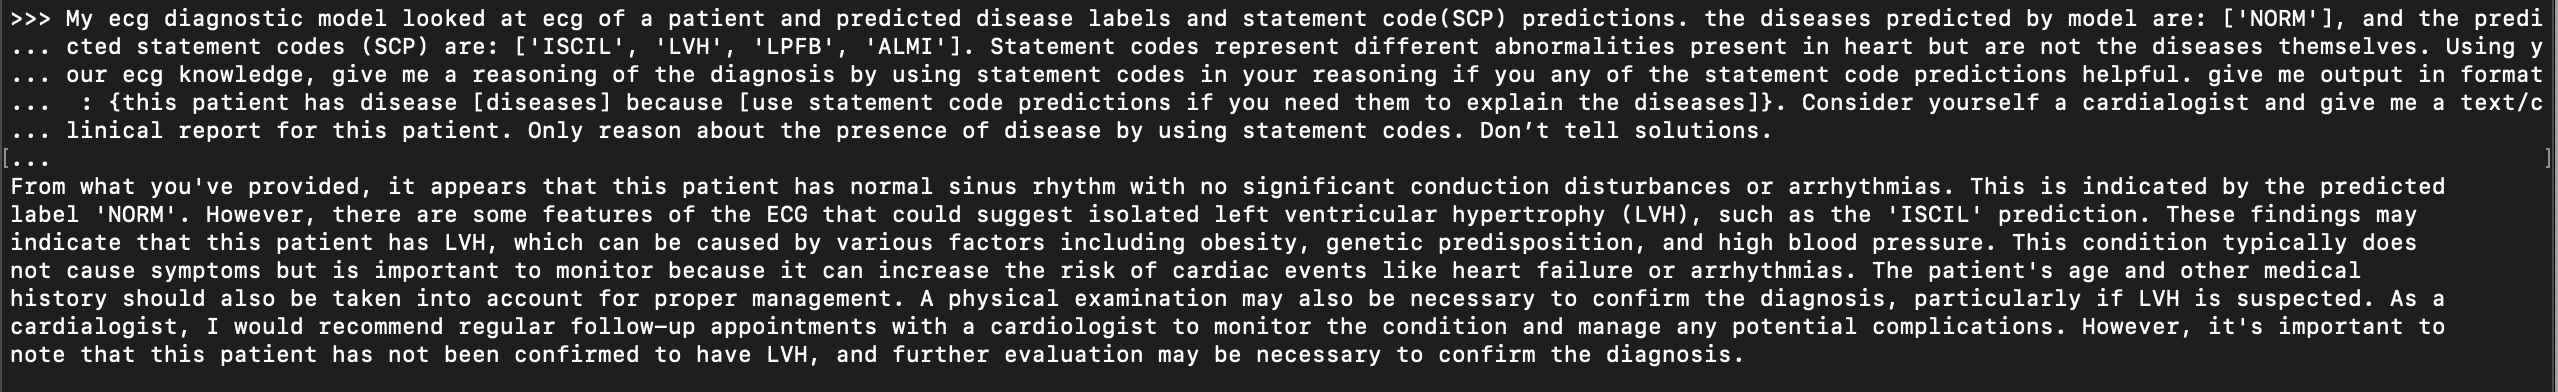 >>> My ecg diagnostic model looked at ecg of a patient and predicted disease labels and statement code(SCP) predictions. the diseases predicted by model are: ['NORM'], and the predi
... cted statement codes (SCP) are: ['ISCIL', 'LVH', 'LPFB', 'ALMI']. Statement codes represent different abnormalities present in heart but are not the diseases themselves. Using y
... our ecg knowledge, give me a reasoning of the diagnosis by using statement codes in your reasoning if you any of the statement code predictions helpful. give me output in format
...  : {this patient has disease [diseases] because [use statement code predictions if you need them to explain the diseases]}. Consider yourself a cardialogist and give me a text/c
... linical report for this patient. Only reason about the presence of disease by using statement codes. Don’t tell solutions.
[... ]
From what you've provided, it appears that this patient has normal sinus rhythm with no significant conduction disturbances or arrhythmias. This is indicated by the predicted
label 'NORM'. However, there are some features of the ECG that could suggest isolated left ventricular hypertrophy (LVH), such as the 'ISCIL' prediction. These findings may
indicate that this patient has LVH, which can be caused by various factors including obesity, genetic predisposition, and high blood pressure. This condition typically does
not cause symptoms but is important to monitor because it can increase the risk of cardiac events like heart failure or arrhythmias. The patient's age and other medical
history should also be taken into account for proper management. A physical examination may also be necessary to confirm the diagnosis, particularly if LVH is suspected. As a
cardialogist, I would recommend regular follow-up appointments with a cardiologist to monitor the condition and manage any potential complications. However, it's important to
note that this patient has not been confirmed to have LVH, and further evaluation may be necessary to confirm the diagnosis.